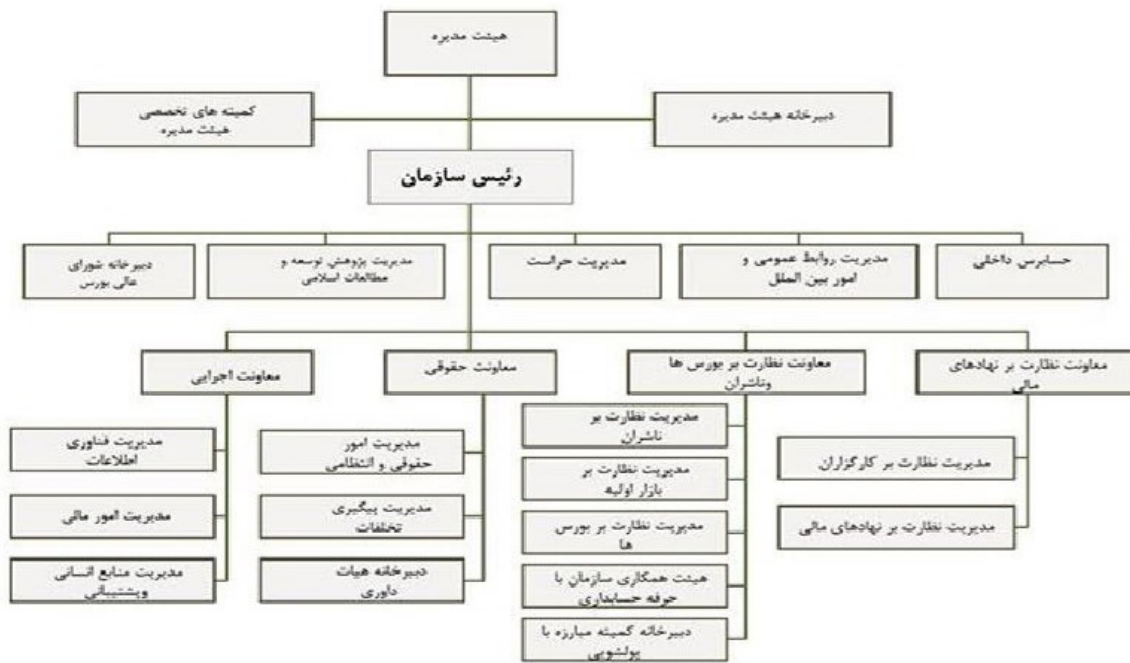 هیئت مدیره
دبیرخانه هیئت مدیره
کمیته های تخصصی
هیئت مدیره
رئیس سازمان
حسابرس داخلی
مدیریت روابط عمومی و
امور بین الملل
مدیریت حراست
مدیریت پژوهش توسعه و
مطالعات اسلامی
دبیرخانه شورای
عالی بورس
معاونت نظارت بر نهادهای
مالی
معاونت نظارت بر بورس ها
وناشران
معاونت حقوقی
معاونت اجرایی
مدیریت نظارت بر کارگزاران
مدیریت نظارت بر نهادهای مالی
مدیریت نظارت بر
ناشران
مدیریت نظارت بر
بازار اولیه
مدیریت نظارت بر بورس
ها
هیئت همکاری سازمان با
حرفه حسابداری
دبیرخانه کمیته مبارزه با
پولشویی
مدیریت امور
حقوقی و انتظامی
مدیریت پیگیری
تخلفات
دبیرخانه هیات
داوری
مدیریت فناوری
اطلاعات
مدیریت امور مالی
مدیریت منابع انسانی
وپشتیبانی